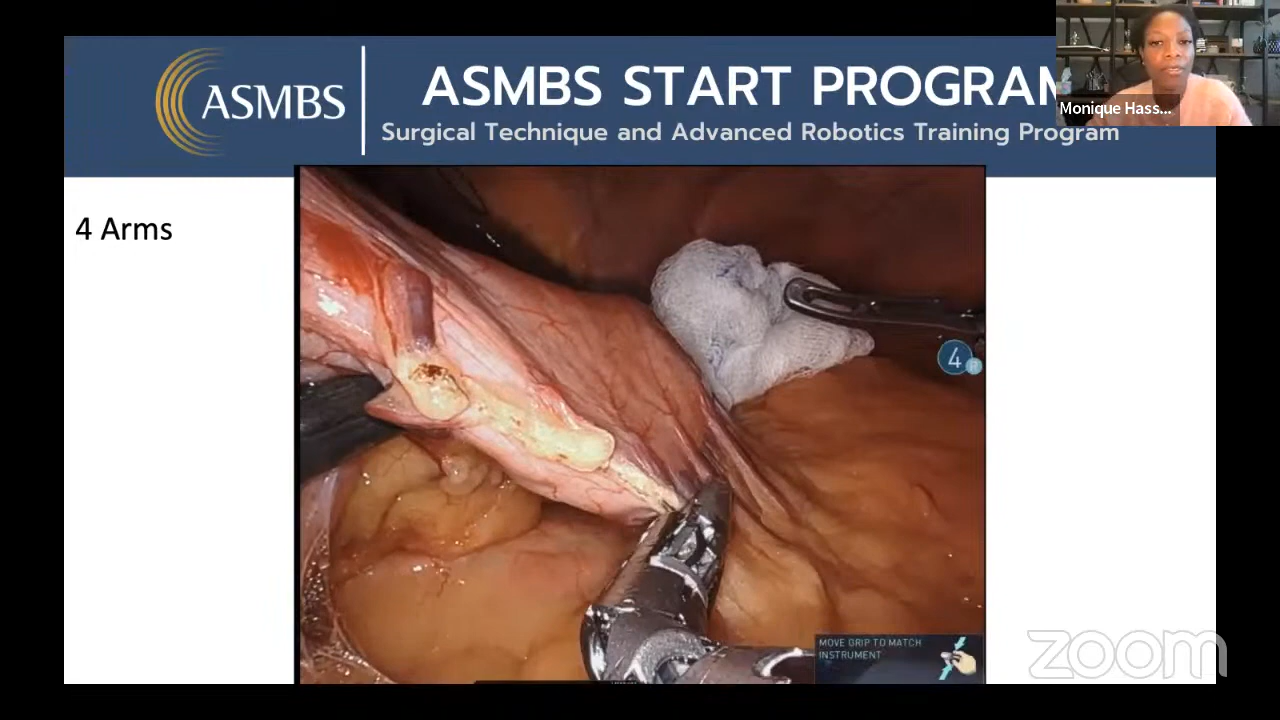 ASMBS
ASMBS START PROGRAM
Surgical Technique and Advanced Robotics Training Program
Monique Hass...
4 Arms
4
MOVE GRIP TO MATCH
INSTRUMENT
zoom